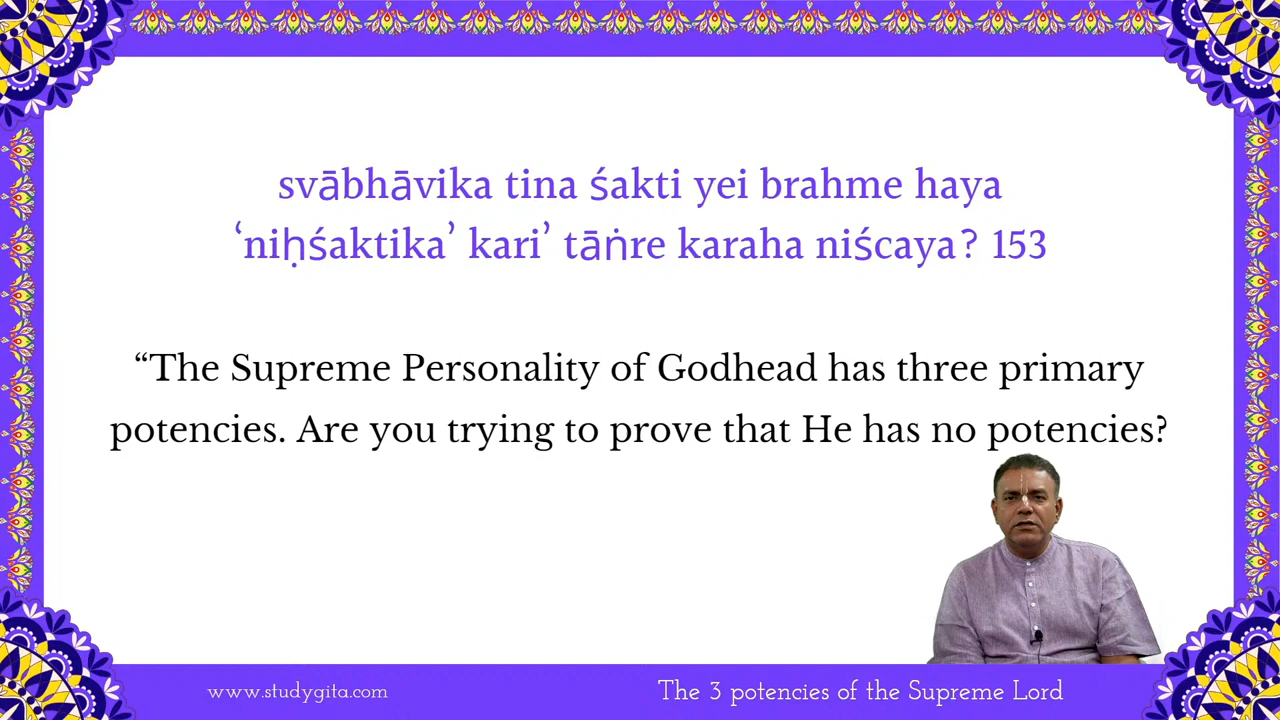 svābhāvika tina śakti yei brahme haya
‘niḥśaktika’ kari’ tāṅre karaha niścaya? 153
“The Supreme Personality of Godhead has three primary
potencies. Are you trying to prove that He has no potencies?
www.studygita.com
The 3 potencies of the Supreme Lord